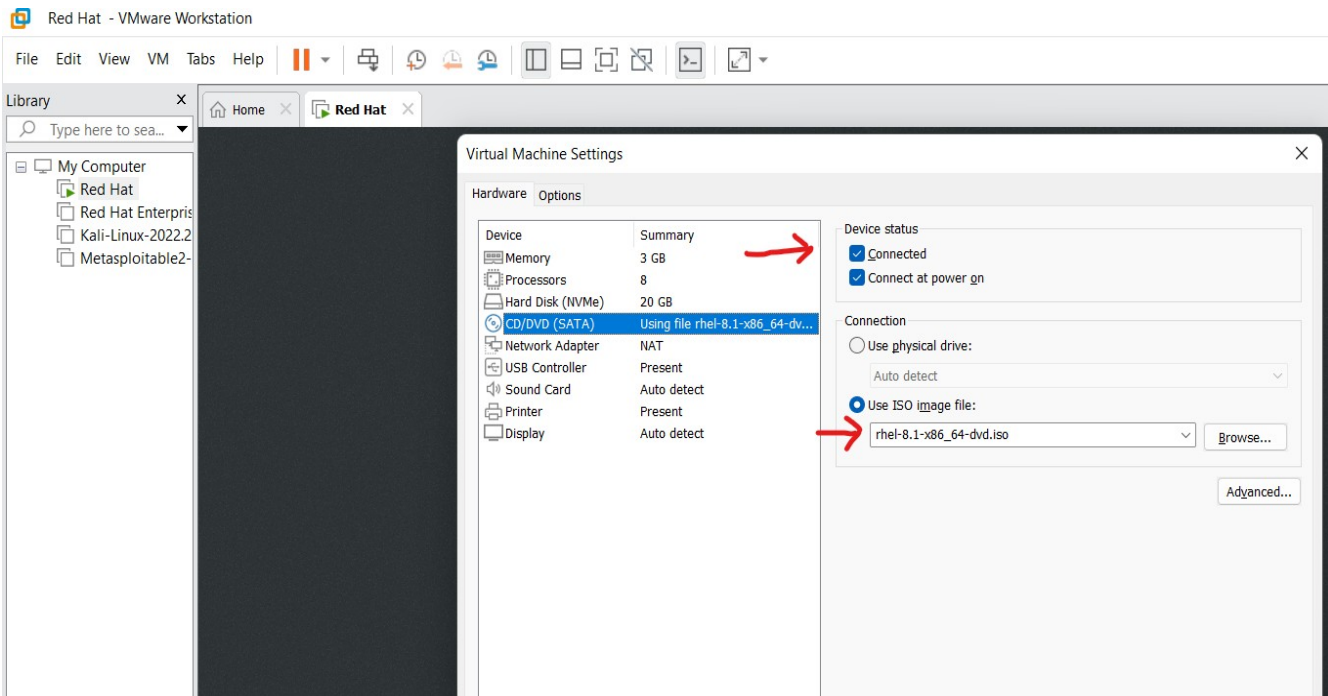 Red Hat - VMware Workstation
File Edit View VM Tabs Help
Library X
Home
Red Hat
Type here to sea...
My Computer
Red Hat
Red Hat Enterpris
Kali-Linux-2022.2
Metasploitable2-
Virtual Machine Settings
Hardware Options
Device Summary
Memory 3 GB
Processors 8
Hard Disk (NVMe) 20 GB
CD/DVD (SATA) Using file rhel-8.1-x86_64-dv...
Network Adapter NAT
USB Controller Present
Sound Card Auto detect
Printer Present
Display Auto detect
Device status
Connected
Connect at power on
Connection
Use physical drive:
Auto detect
Use ISO image file:
rhel-8.1-x86_64-dvd.iso
Browse...
Advanced...